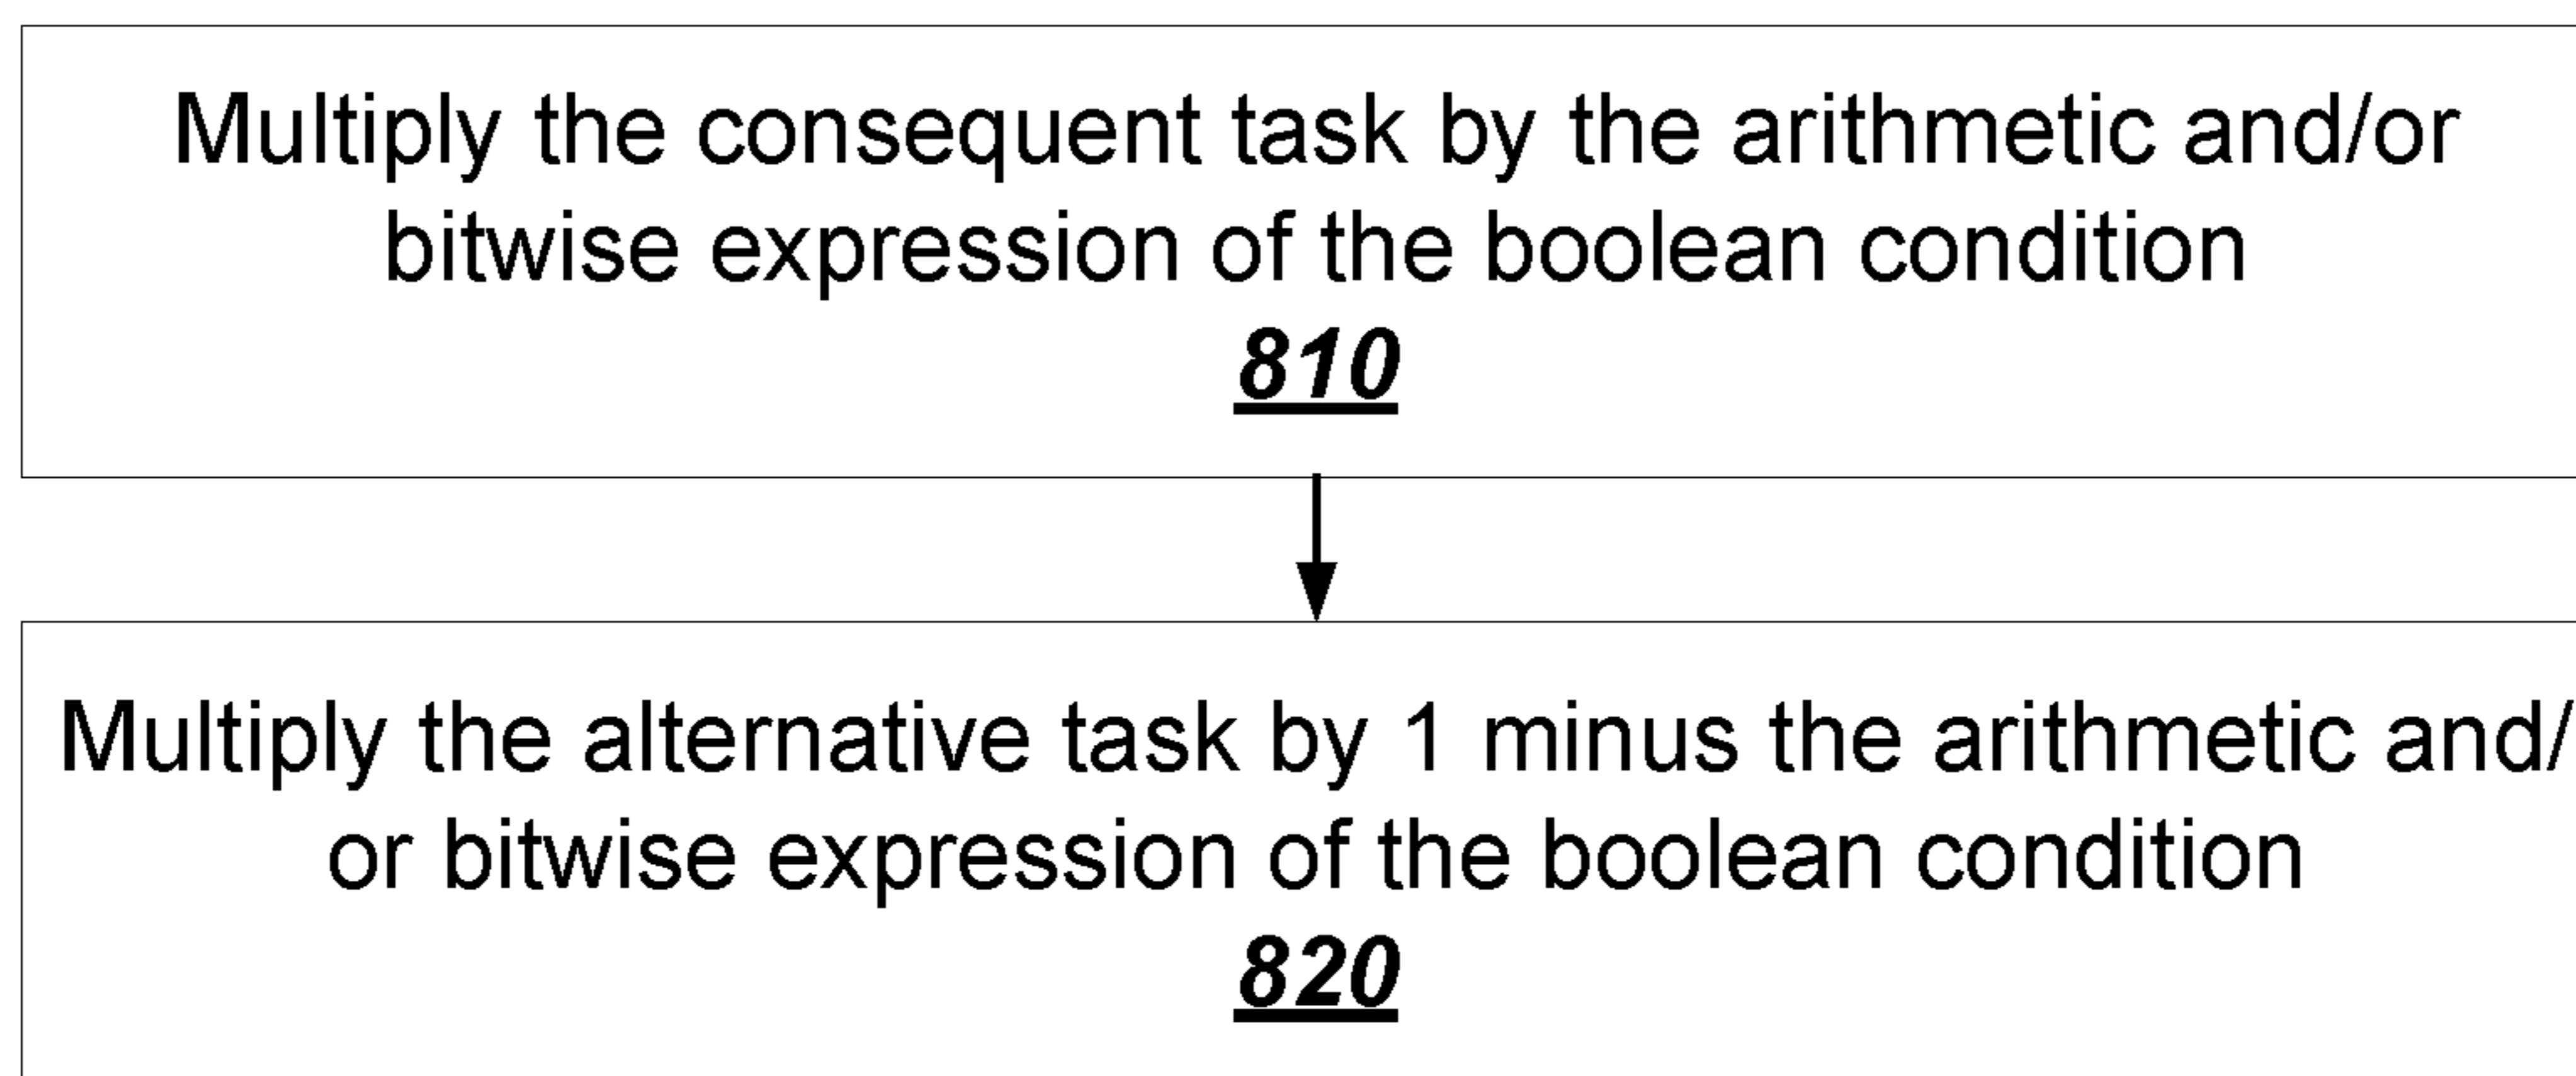 Multiply the consequent task by the arithmetic and/or
bitwise expression of the boolean condition
810
Multiply the alternative task by 1 minus the arithmetic and/
or bitwise expression of the boolean condition
820